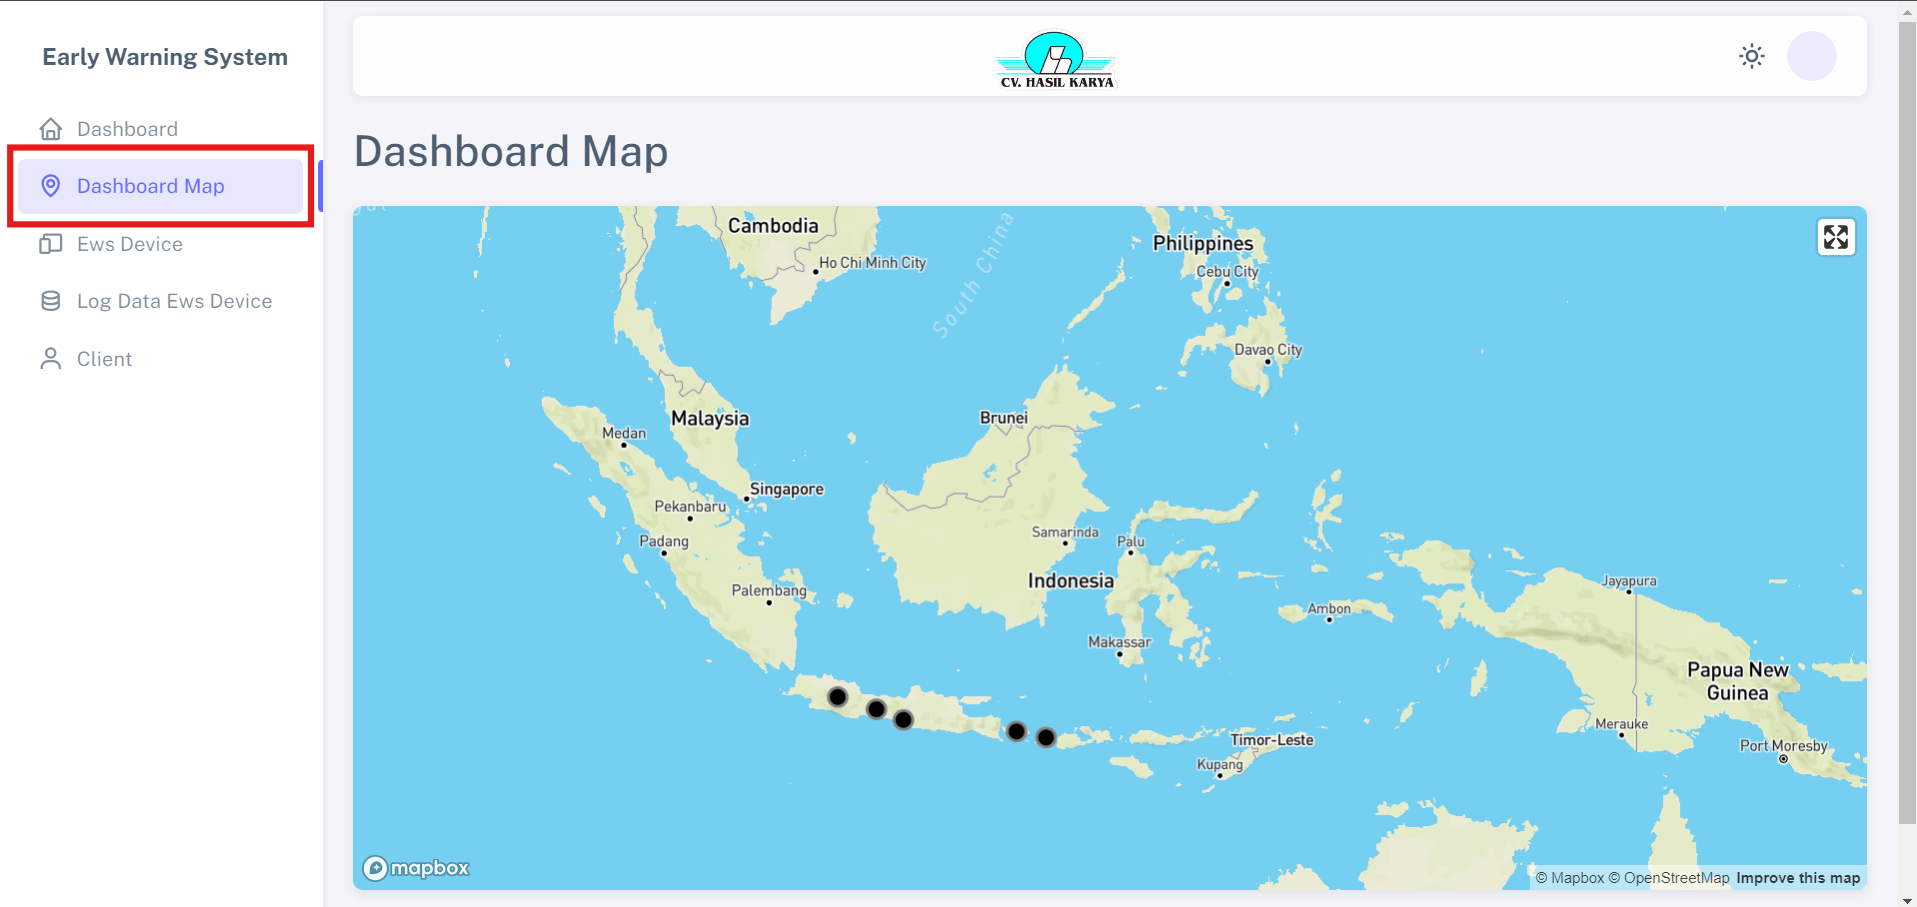 Early Warning System
Dashboard
Dashboard Map
Ews Device
Log Data Ews Device
Client
CV. HASIL KARYA
Dashboard Map
Cambodia
Ho Chi Minh City
South China
Philippines
Cebu City
Davao City
Malaysia
Brunei
Medan
Singapore
Pekanbaru
Padang
Samarinda
Palu
Indonesia
Palembang
Jayapura
Ambon
Makassar
Papua New
Guinea
Merauke
Timor-Leste
Port Moresby
Kupang
mapbox
© Mapbox © OpenStreetMap Improve this map